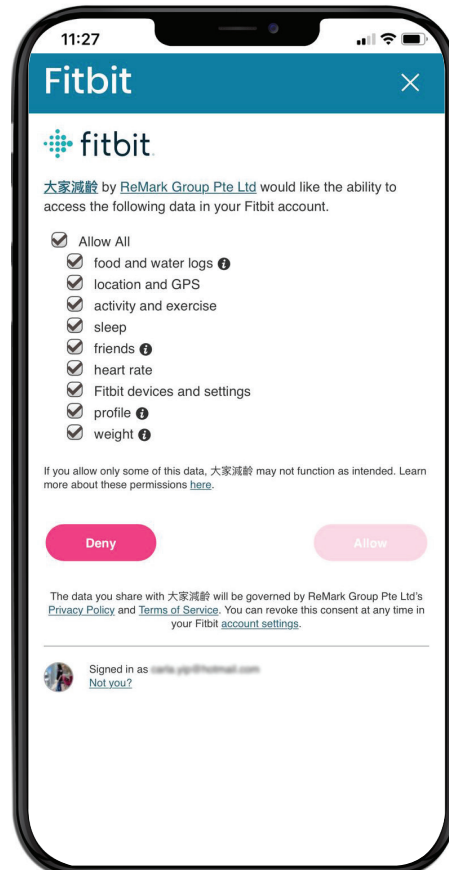 11:27
Fitbit
fitbit
大家減齡 by ReMark Group Pte Ltd would like the ability to
access the following data in your Fitbit account.
Allow All
food and water logs
location and GPS
activity and exercise
sleep
friends
heart rate
Fitbit devices and settings
profile
weight
If you allow only some of this data, 大家減齡 may not function as intended. Learn
more about these permissions here.
Deny
Allow
The data you share with 大家減齡 will be governed by ReMark Group Pte Ltd's
Privacy Policy and Terms of Service. You can revoke this consent at any time in
your Fitbit account settings.
Signed in as
Not you?